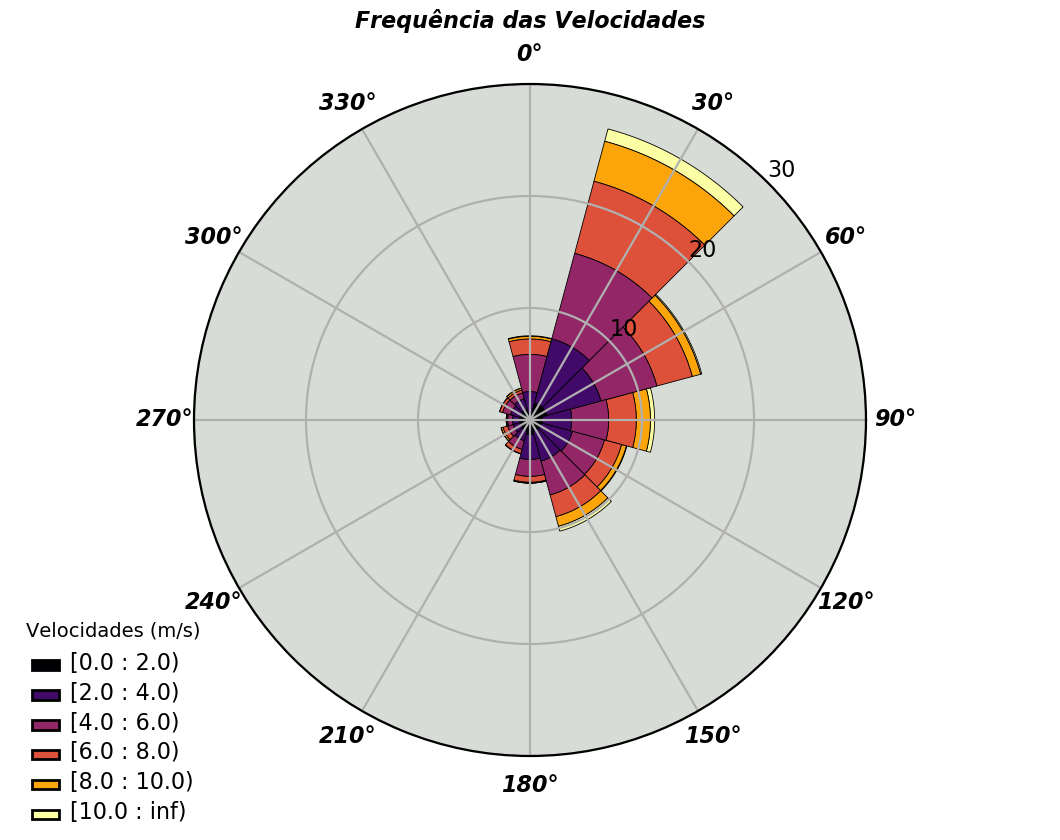 Frequência das Velocidades
0°
330°
30°
30
300°
60°
20
10
270°
90°
240°
120°
210°
150°
180°
Velocidades (m/s)
[0.0 : 2.0)
[2.0 : 4.0)
[4.0 : 6.0)
[6.0 : 8.0)
[8.0 : 10.0)
[10.0 : inf)